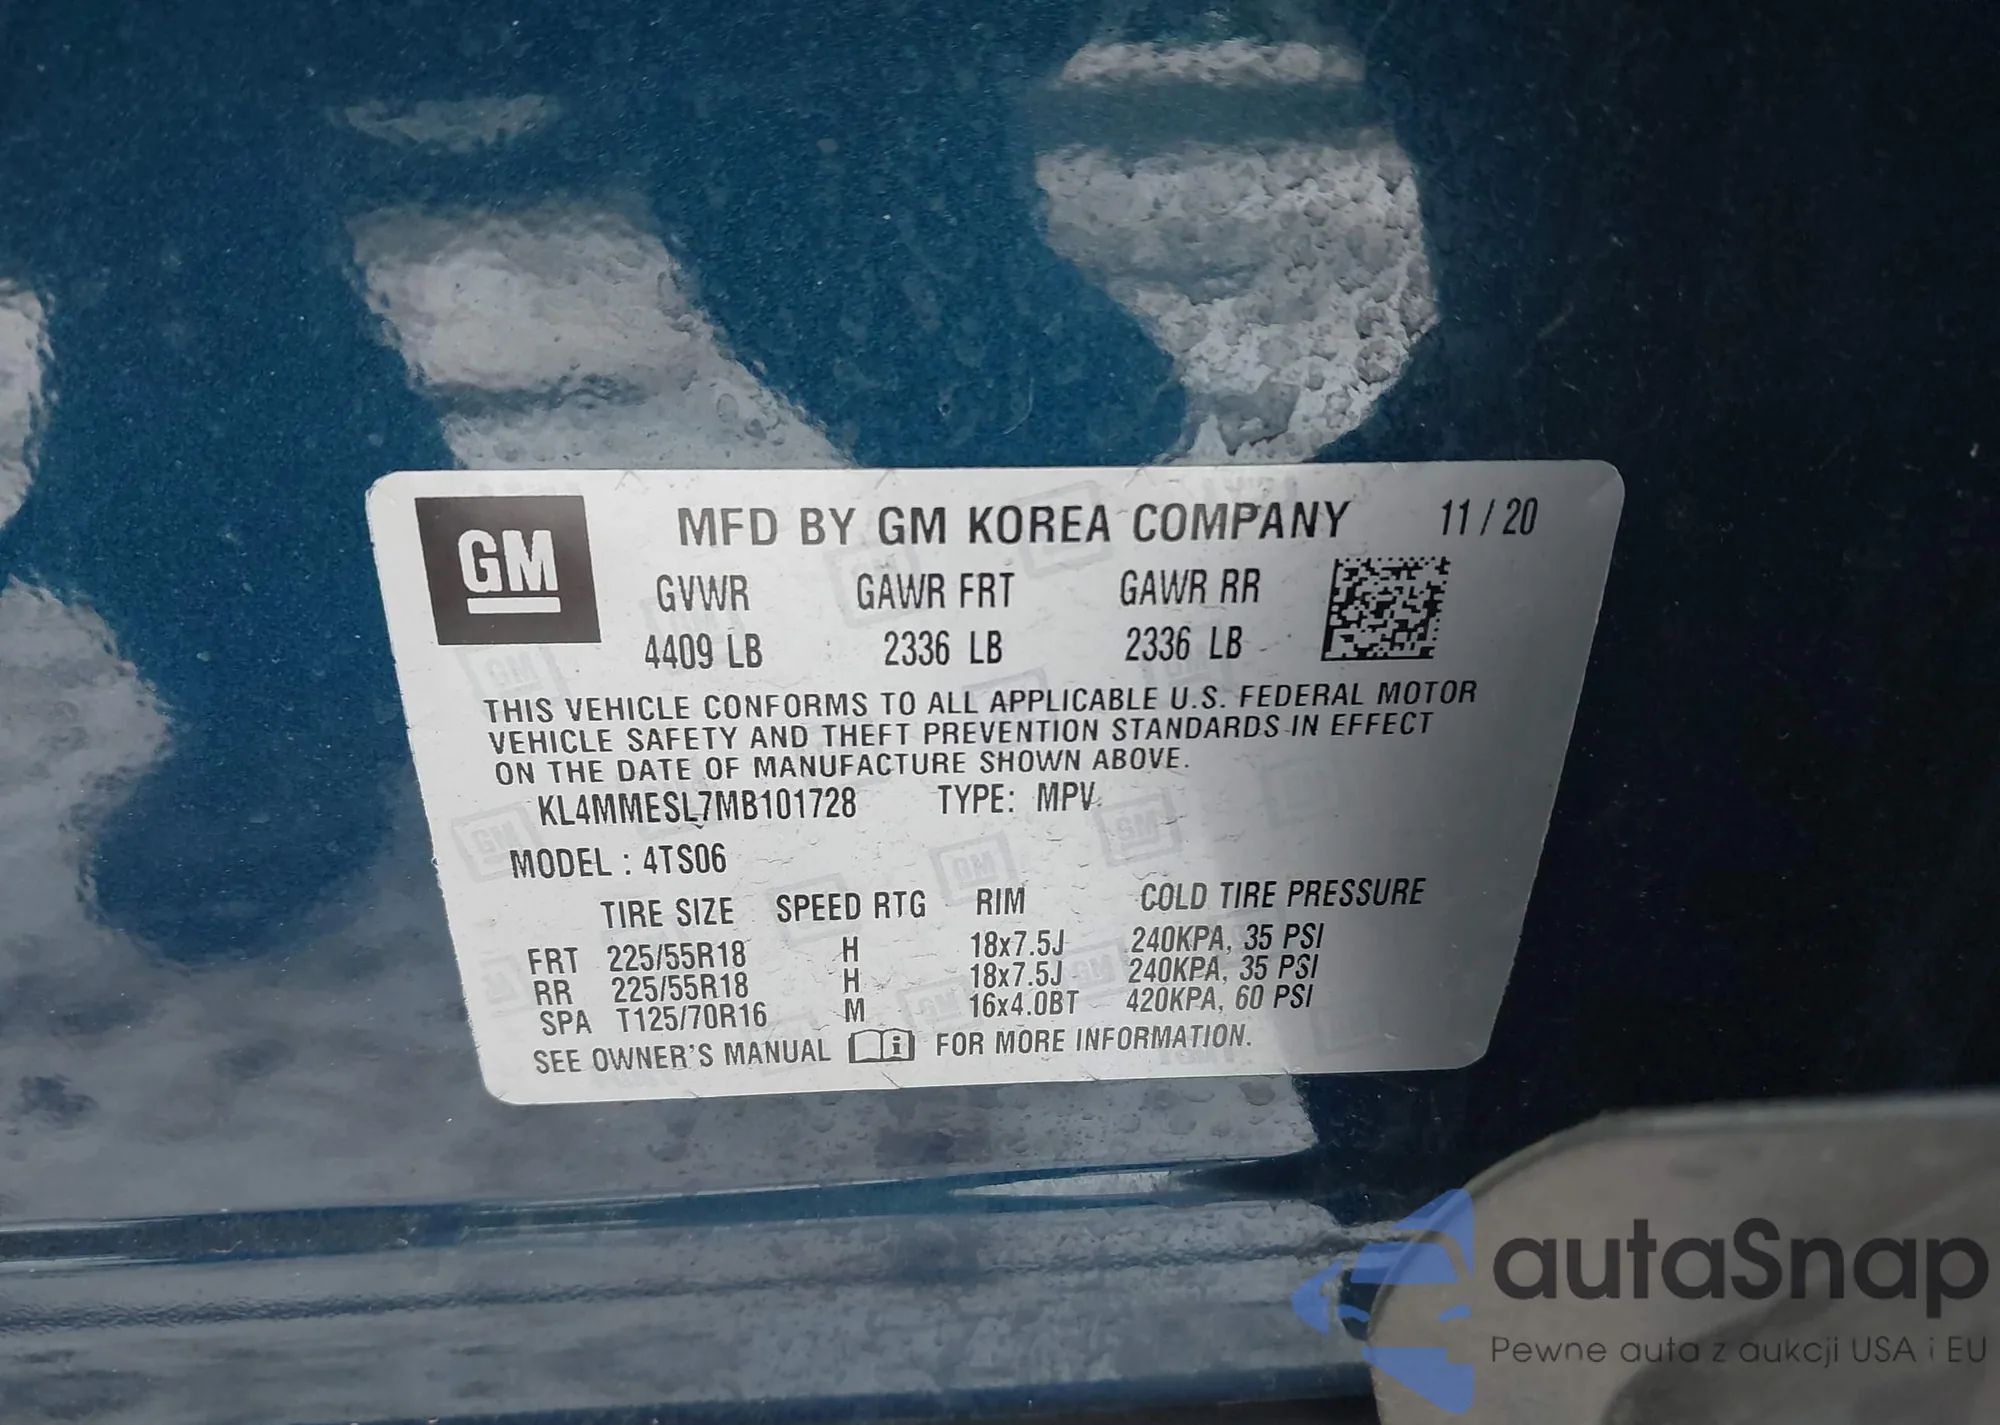 GM
MFD BY GM KOREA COMPANY 11 / 20
GVWR GAWR FRT GAWR RR
4409 LB 2336 LB 2336 LB
THIS VEHICLE CONFORMS TO ALL APPLICABLE U.S. FEDERAL MOTOR
VEHICLE SAFETY AND THEFT PREVENTION STANDARDS IN EFFECT
ON THE DATE OF MANUFACTURE SHOWN ABOVE.
KL4MMESL7MB101728 TYPE: MPV
MODEL : 4TS06
TIRE SIZE SPEED RTG RIM COLD TIRE PRESSURE
FRT 225/55R18 H 18x7.5J 240KPA, 35 PSI
RR 225/55R18 H 18x7.5J 240KPA, 35 PSI
SPA T125/70R16 M 16x4.0BT 420KPA, 60 PSI
SEE OWNER'S MANUAL i FOR MORE INFORMATION.
autaSnap
Pewne auta z aukcji USA i EU